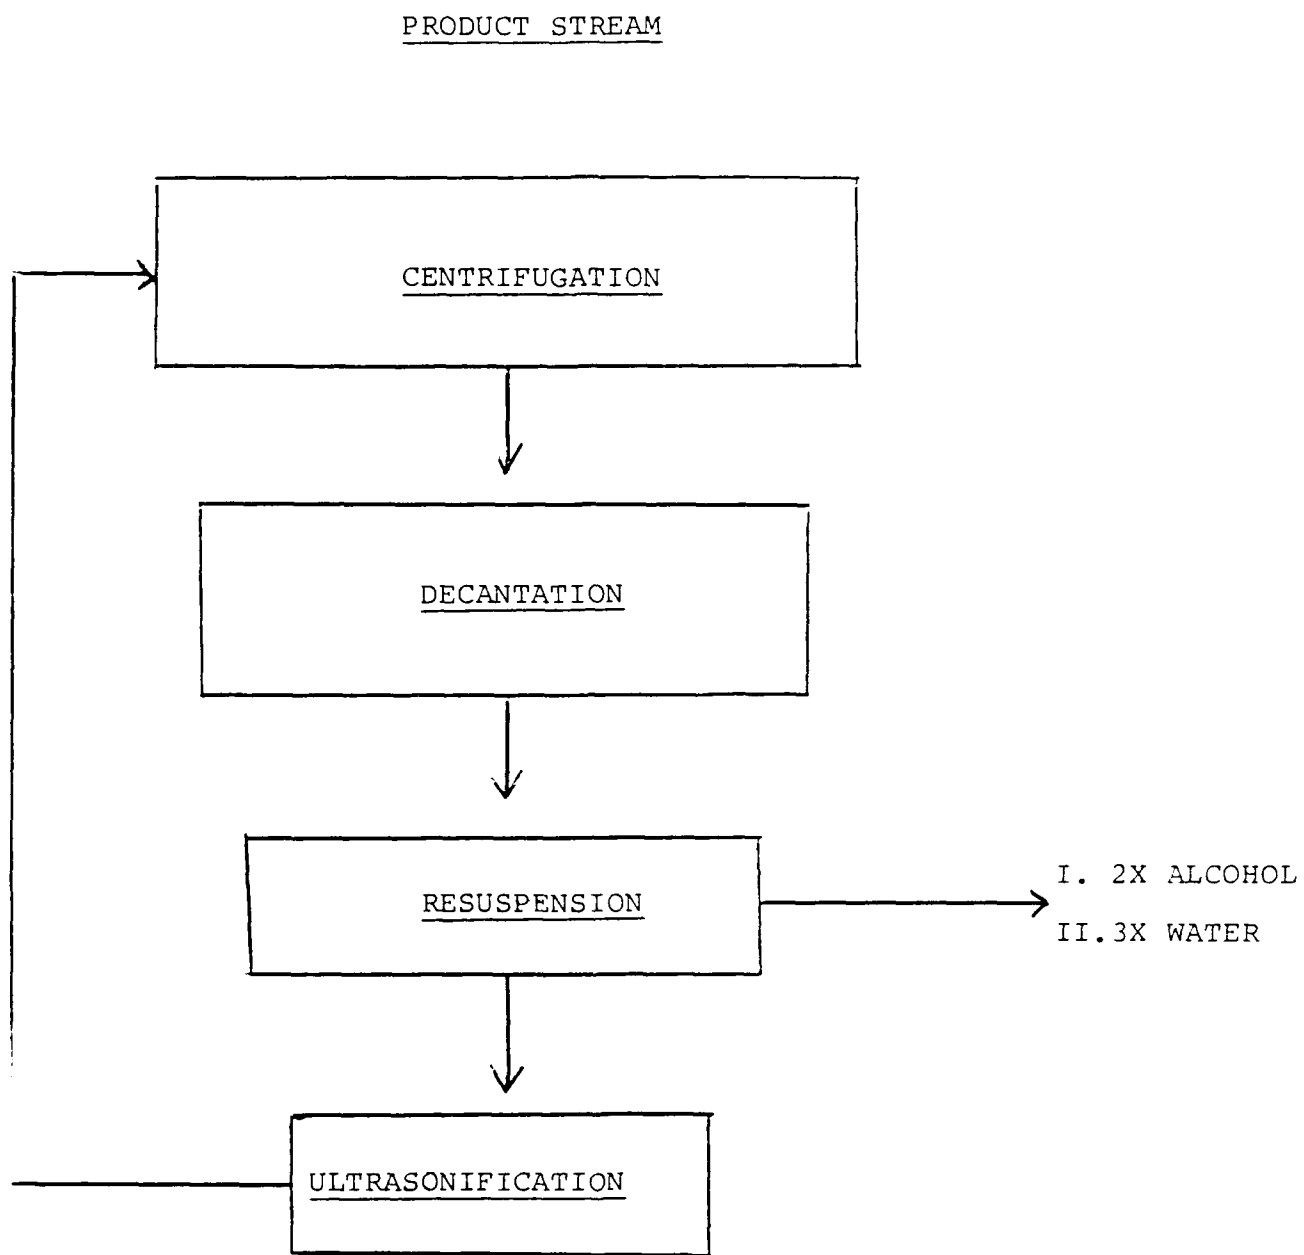 PRODUCT STREAM
CENTRIFUGATION
DECANTATION
RESUSPENSION
I. 2X ALCOHOL
II.3X WATER
ULTRASONIFICATION